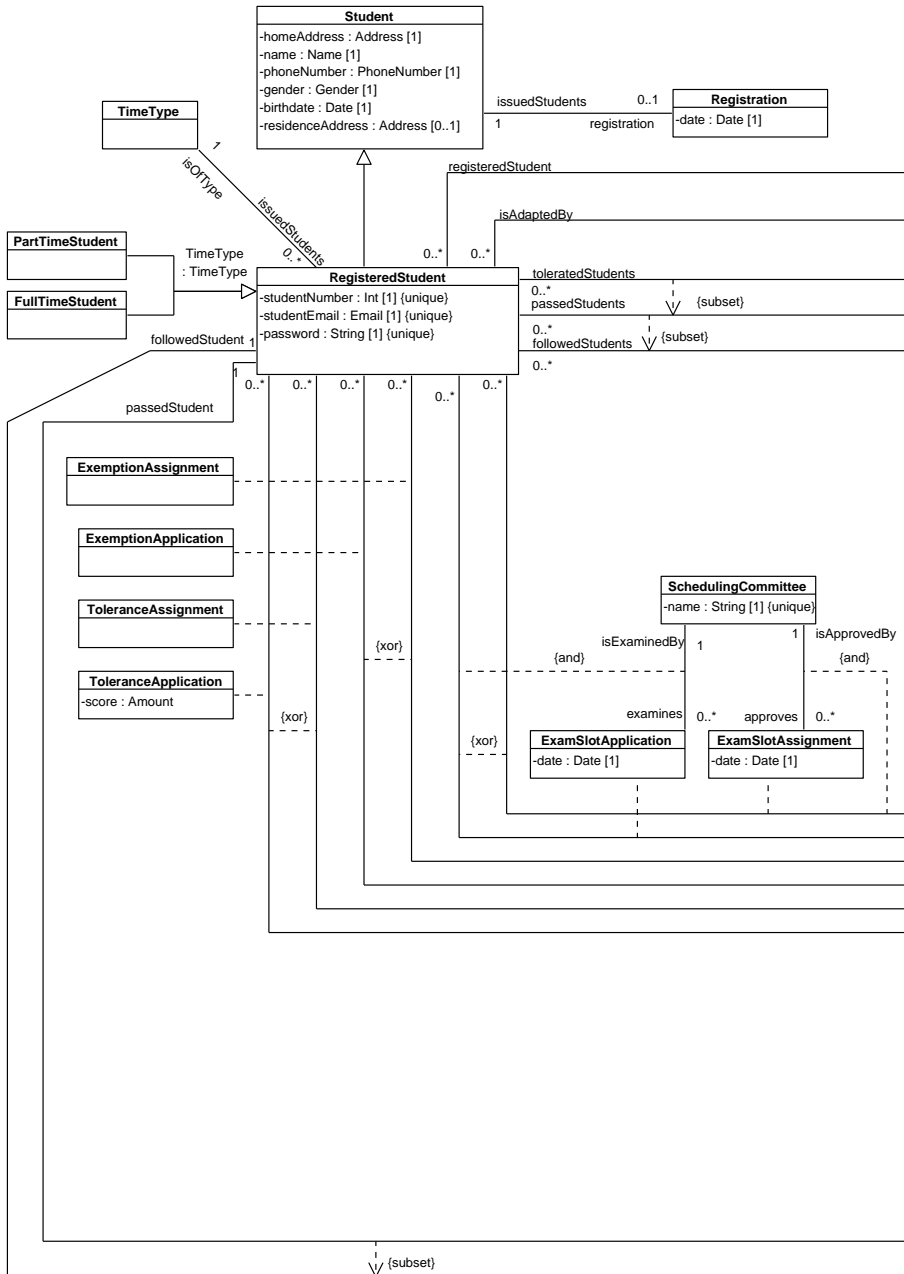 Student
-homeAddress : Address [1]
-name : Name [1]
-phoneNumber : PhoneNumber [1]
-gender : Gender [1]
-birthdate : Date [1]
-residenceAddress : Address [0..1]
issuedStudents
1
0..1
registration
Registration
-date : Date [1]
TimeType
1
isOfType
issuedStudents
0..*
registeredStudent
0..*
isAdaptedBy
0..*
PartTimeStudent
FullTimeStudent
TimeType
: TimeType
RegisteredStudent
-studentNumber : Int [1] {unique}
-studentEmail : Email [1] {unique}
-password : String [1] {unique}
toleratedStudents
0..*
{subset}
passedStudents
0..*
{subset}
followedStudents
0..*
followedStudent
1
1
passedStudent
0..*
0..*
0..*
0..*
0..*
0..*
ExemptionAssignment
ExemptionApplication
ToleranceAssignment
ToleranceApplication
-score : Amount
{xor}
{xor}
{xor}
SchedulingCommittee
-name : String [1] {unique}
isExaminedBy
1
1
isApprovedBy
{and}
{and}
examines
0..*
approves
0..*
ExamSlotApplication
-date : Date [1]
ExamSlotAssignment
-date : Date [1]
{subset}